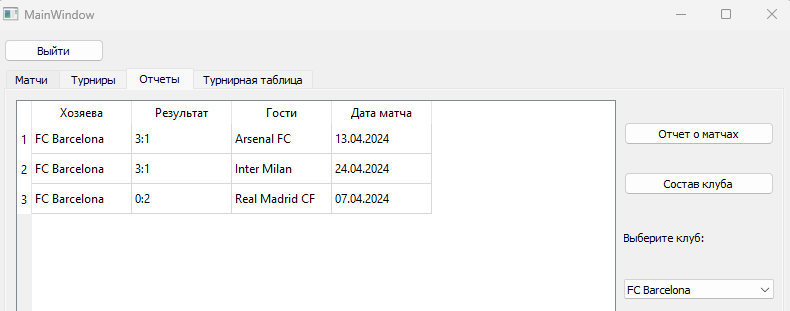 MainWindow
Выйти
Матчи Турниры Отчеты Турнирная таблица
Хозяева Результат Гости Дата матча
1 FC Barcelona 3:1 Arsenal FC 13.04.2024
2 FC Barcelona 3:1 Inter Milan 24.04.2024
3 FC Barcelona 0:2 Real Madrid CF 07.04.2024
Отчет о матчах
Состав клуба
Выберите клуб:
FC Barcelona